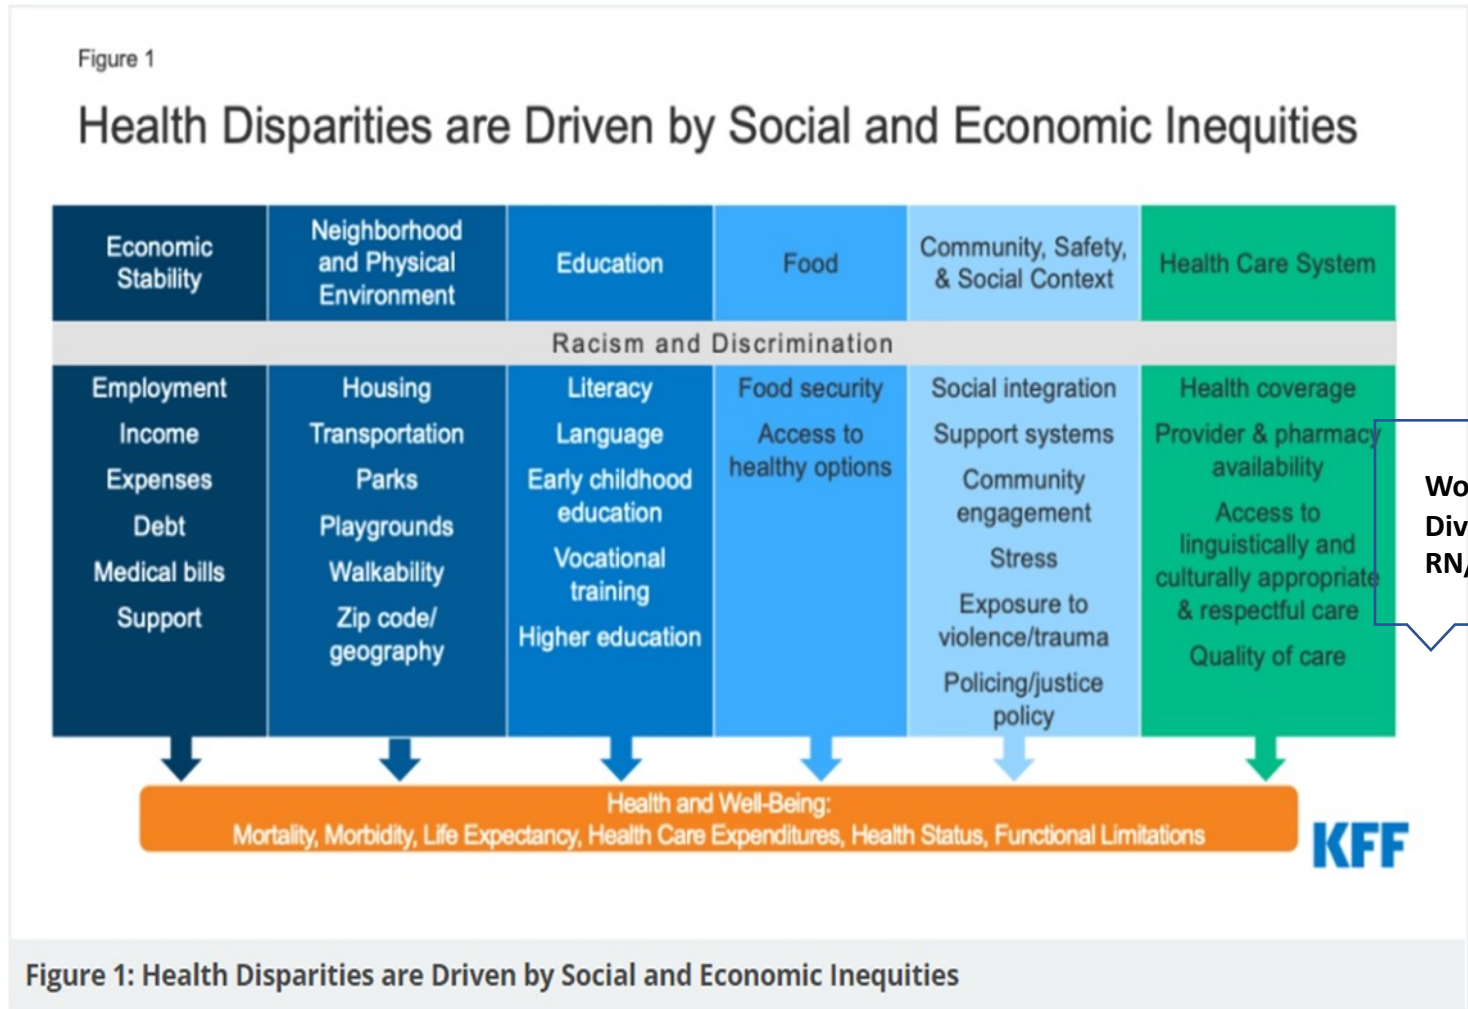 Figure 1
Health Disparities are Driven by Social and Economic Inequities
Economic
Stability
Neighborhood
and Physical
Environment
Education
Food
Community, Safety,
& Social Context
Health Care System
Racism and Discrimination
Employment
Income
Expenses
Debt
Medical bills
Support
Housing
Transportation
Parks
Playgrounds
Walkability
Zip code/
geography
Literacy
Language
Early childhood
education
Vocational
training
Higher education
Food security
Access to
healthy options
Social integration
Support systems
Community
engagement
Stress
Exposure to
violence/trauma
Policing/justice
policy
Health coverage
Provider & pharmacy
availability
Access to
linguistically and
culturally appropriate
& respectful care
Quality of care
RN/
Health and Well-Being:
Mortality, Morbidity, Life Expectancy, Health Care Expenditures, Health Status, Functional Limitations
KFF
Figure 1: Health Disparities are Driven by Social and Economic Inequities